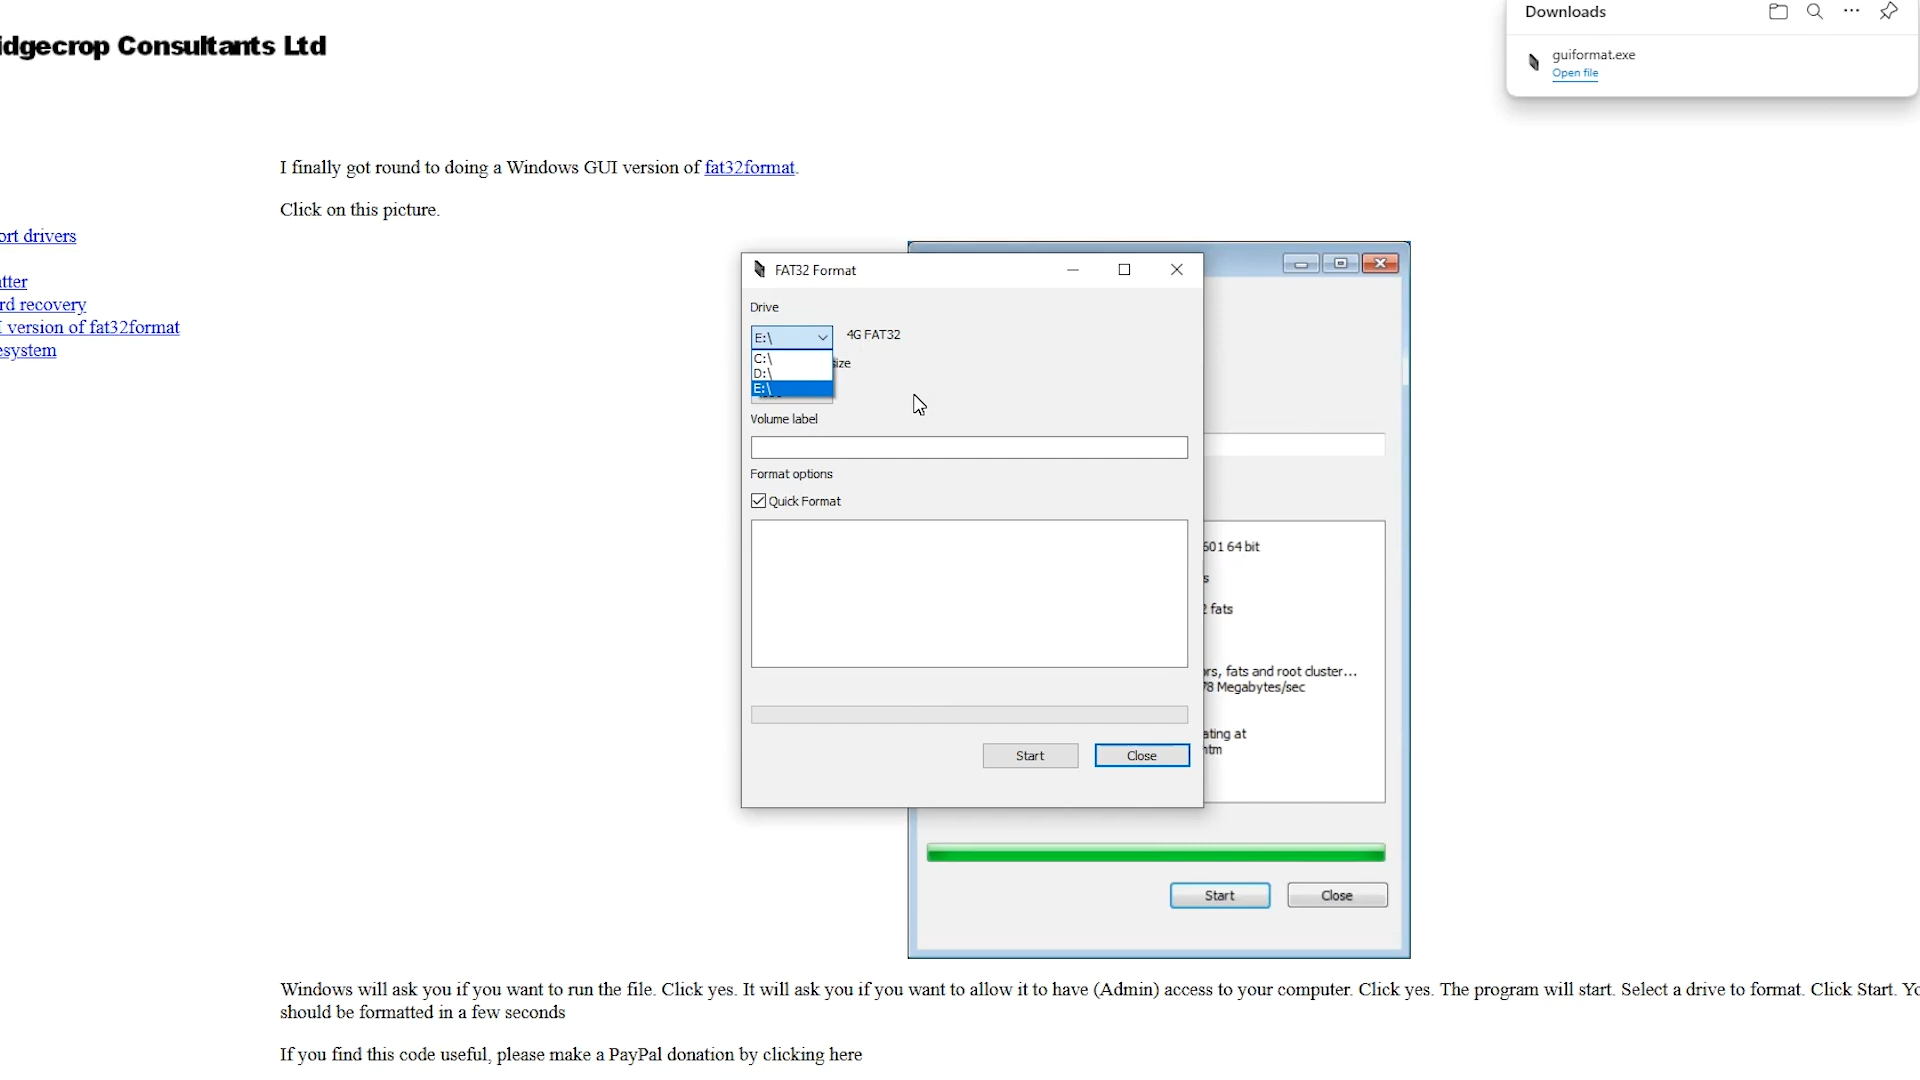 idgecrop Consultants Ltd
Downloads
guiformat.exe
Open file
I finally got round to doing a Windows GUI version of fat32format.
Click on this picture.
ort drivers
tter
rd recovery
I version of fat32format
esystem
FAT32 Format
Drive
E:\
4G FAT32
C:\
size
D:\
E:\
Volume label
Format options
Quick Format
601 64 bit
s
2 fats
ors, fats and root cluster...
78 Megabytes/sec
ating at
htm
Start
Close
Start
Close
Windows will ask you if you want to run the file. Click yes. It will ask you if you want to allow it to have (Admin) access to your computer. Click yes. The program will start. Select a drive to format. Click Start. Yo
should be formatted in a few seconds
If you find this code useful, please make a PayPal donation by clicking here